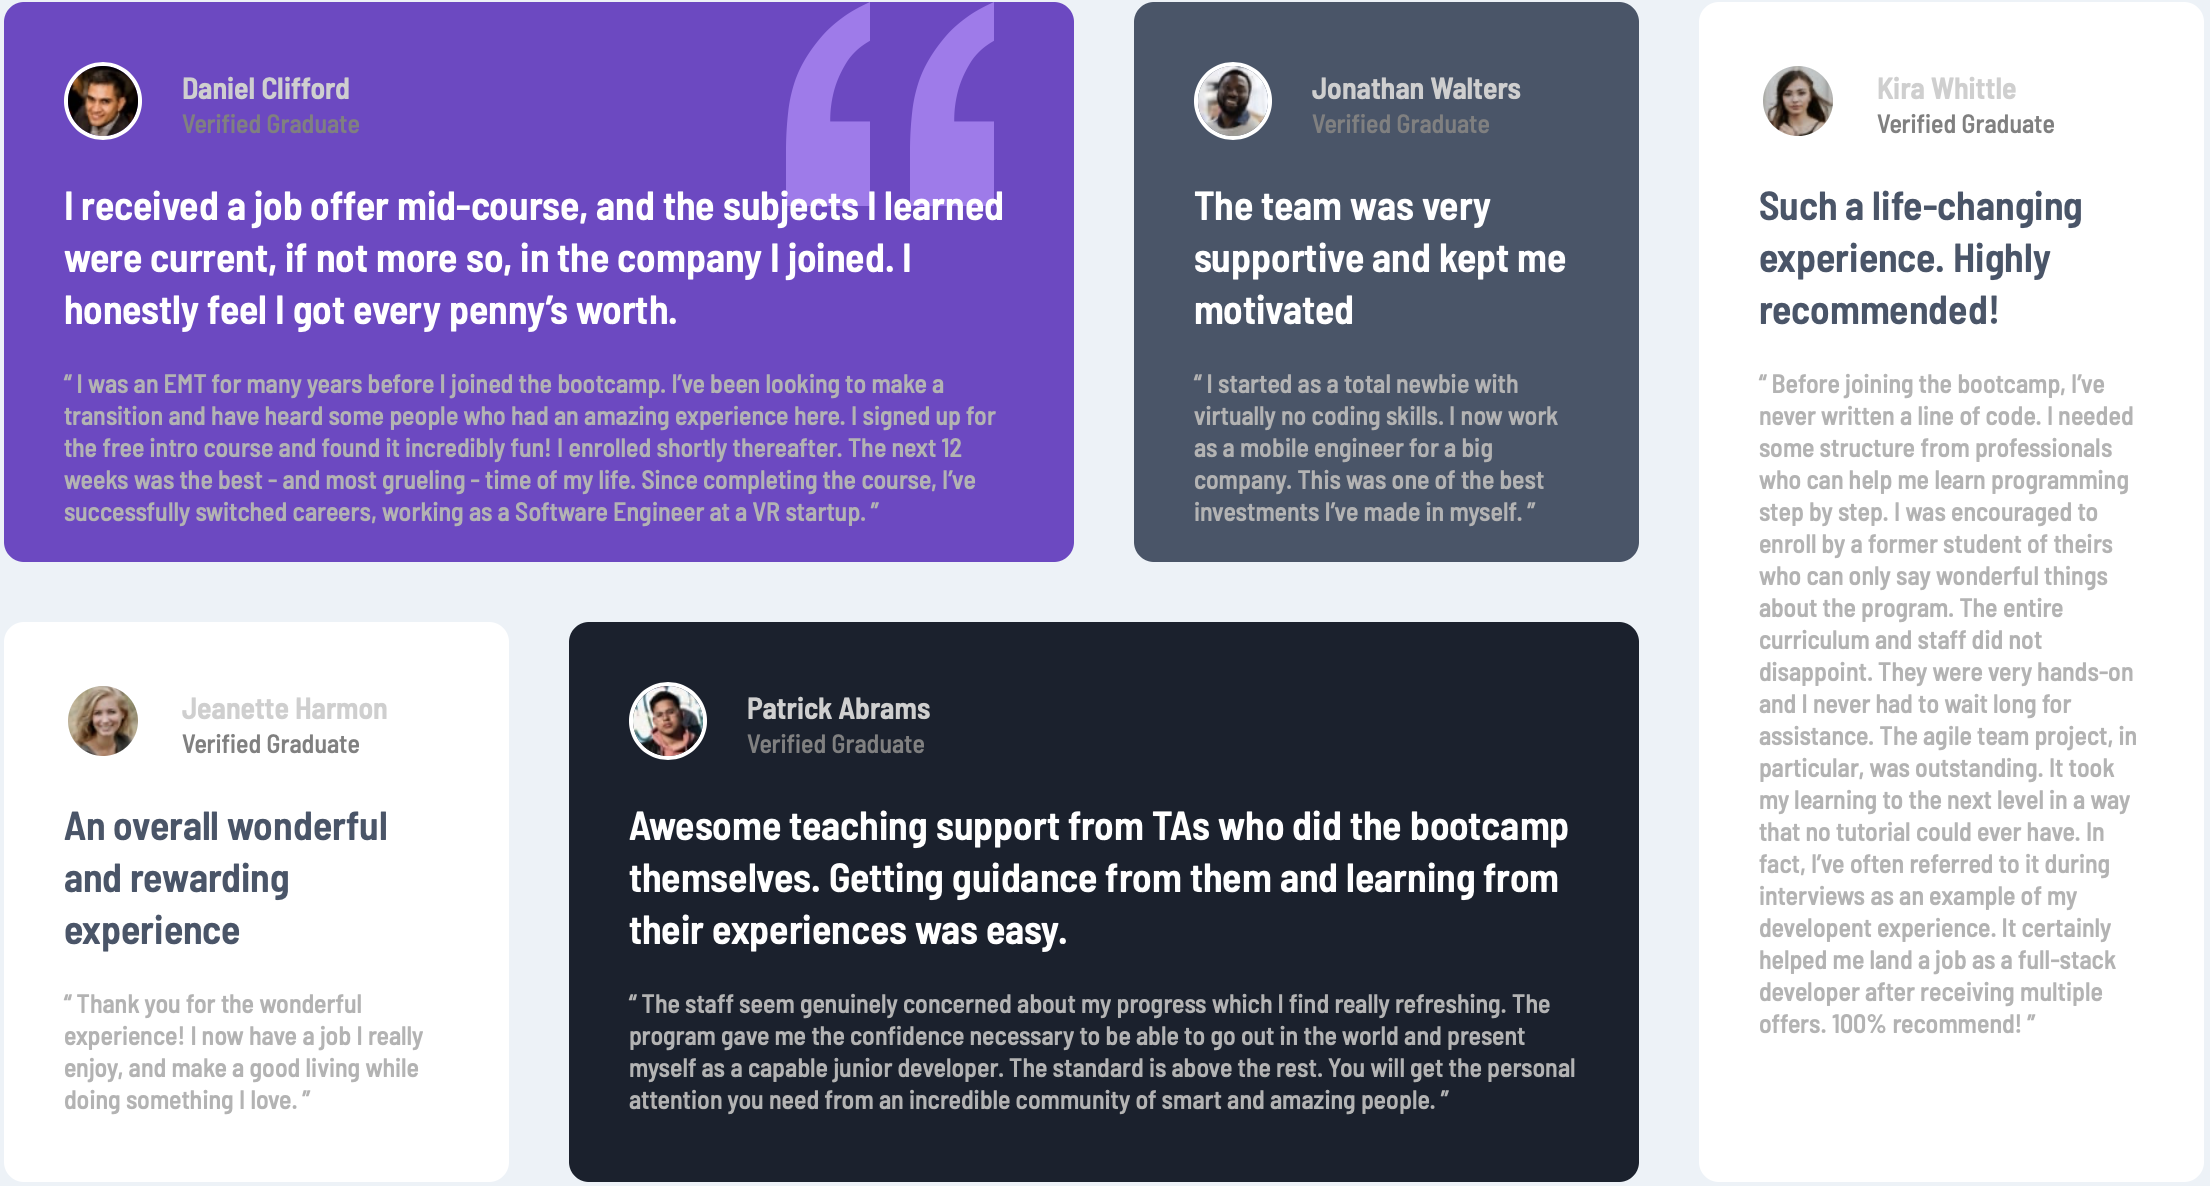 Daniel Clifford
Verified Graduate
I received a job offer mid-course, and the subjects I learned
were current, if not more so, in the company I joined. I
honestly feel I got every penny’s worth.
“ I was an EMT for many years before I joined the bootcamp. I’ve been looking to make a
transition and have heard some people who had an amazing experience here. I signed up for
the free intro course and found it incredibly fun! I enrolled shortly thereafter. The next 12
weeks was the best - and most grueling - time of my life. Since completing the course, I’ve
successfully switched careers, working as a Software Engineer at a VR startup. ”
Jonathan Walters
Verified Graduate
The team was very
supportive and kept me
motivated
“ I started as a total newbie with
virtually no coding skills. I now work
as a mobile engineer for a big
company. This was one of the best
investments I’ve made in myself. ”
Kira Whittle
Verified Graduate
Such a life-changing
experience. Highly
recommended!
“ Before joining the bootcamp, I’ve
never written a line of code. I needed
some structure from professionals
who can help me learn programming
step by step. I was encouraged to
enroll by a former student of theirs
who can only say wonderful things
about the program. The entire
curriculum and staff did not
disappoint. They were very hands-on
and I never had to wait long for
assistance. The agile team project, in
particular, was outstanding. It took
my learning to the next level in a way
that no tutorial could ever have. In
fact, I’ve often referred to it during
interviews as an example of my
developent experience. It certainly
helped me land a job as a full-stack
developer after receiving multiple
offers. 100% recommend! ”
Jeanette Harmon
Verified Graduate
An overall wonderful
and rewarding
experience
“ Thank you for the wonderful
experience! I now have a job I really
enjoy, and make a good living while
doing something I love. ”
Patrick Abrams
Verified Graduate
Awesome teaching support from TAs who did the bootcamp
themselves. Getting guidance from them and learning from
their experiences was easy.
“ The staff seem genuinely concerned about my progress which I find really refreshing. The
program gave me the confidence necessary to be able to go out in the world and present
myself as a capable junior developer. The standard is above the rest. You will get the personal
attention you need from an incredible community of smart and amazing people. ”